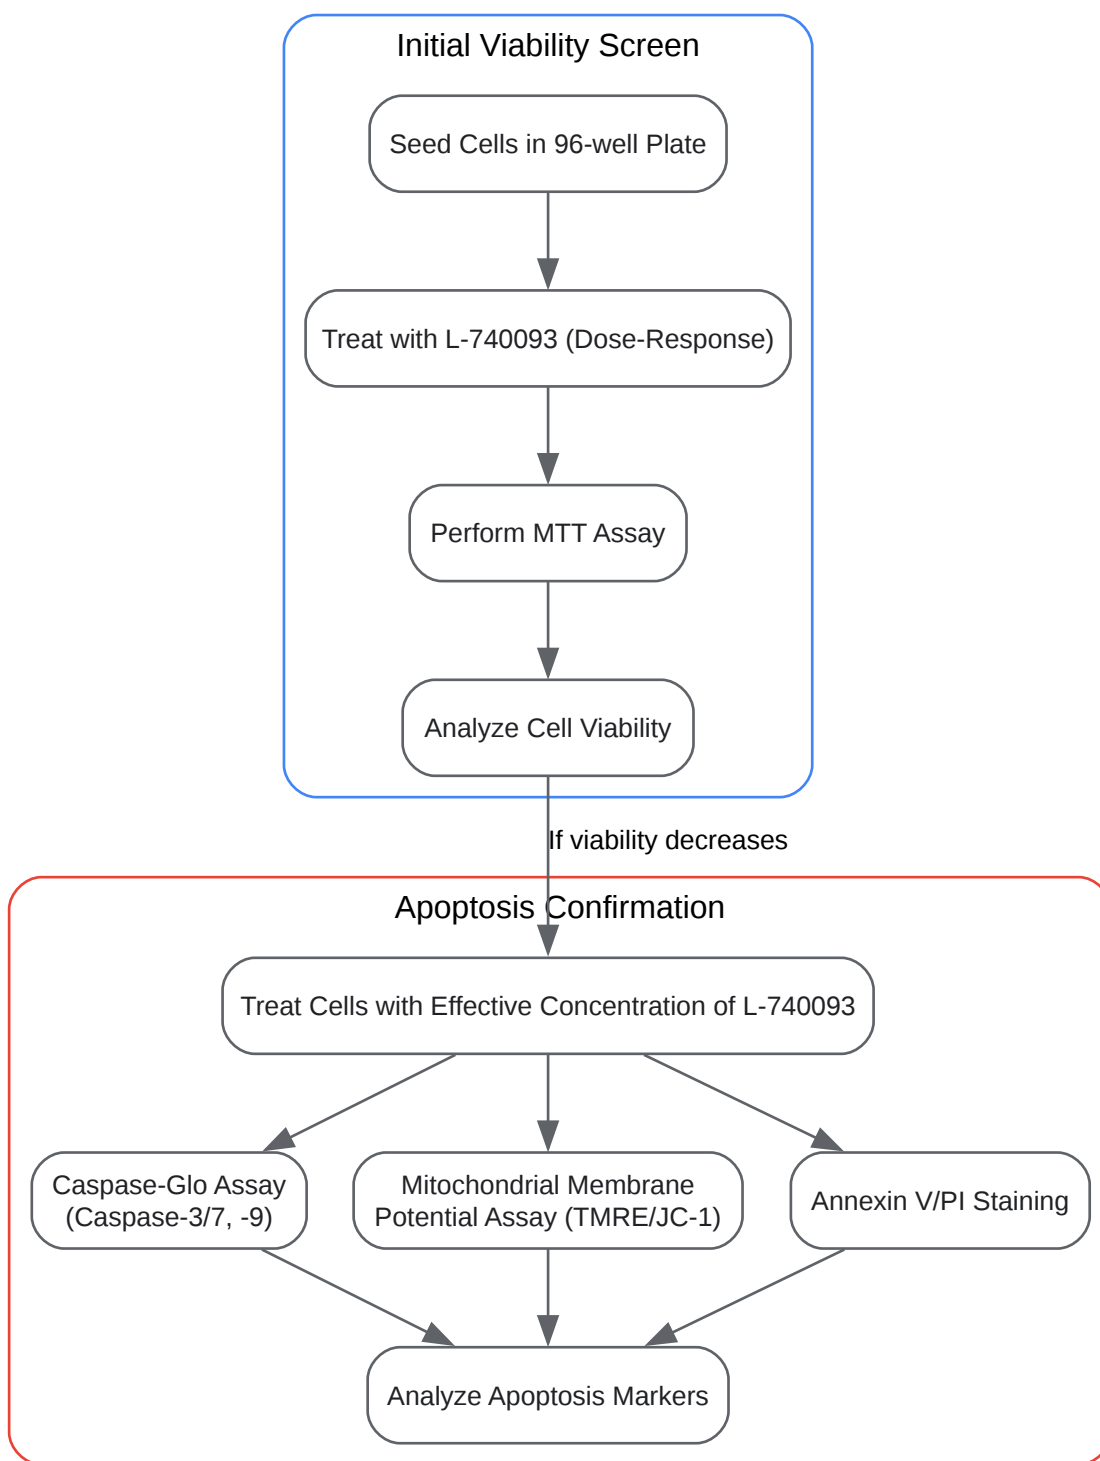 Initial Viability Screen
Seed Cells in 96-well Plate
Treat with L-740093 (Dose-Response)
Perform MTT Assay
Analyze Cell Viability
If viability decreases
Apoptosis Confirmation
Treat Cells with Effective Concentration of L-740093
Caspase-Glo Assay
(Caspase-3/7, -9)
Mitochondrial Membrane
Potential Assay (TMRE/JC-1)
Annexin V/PI Staining
Analyze Apoptosis Markers